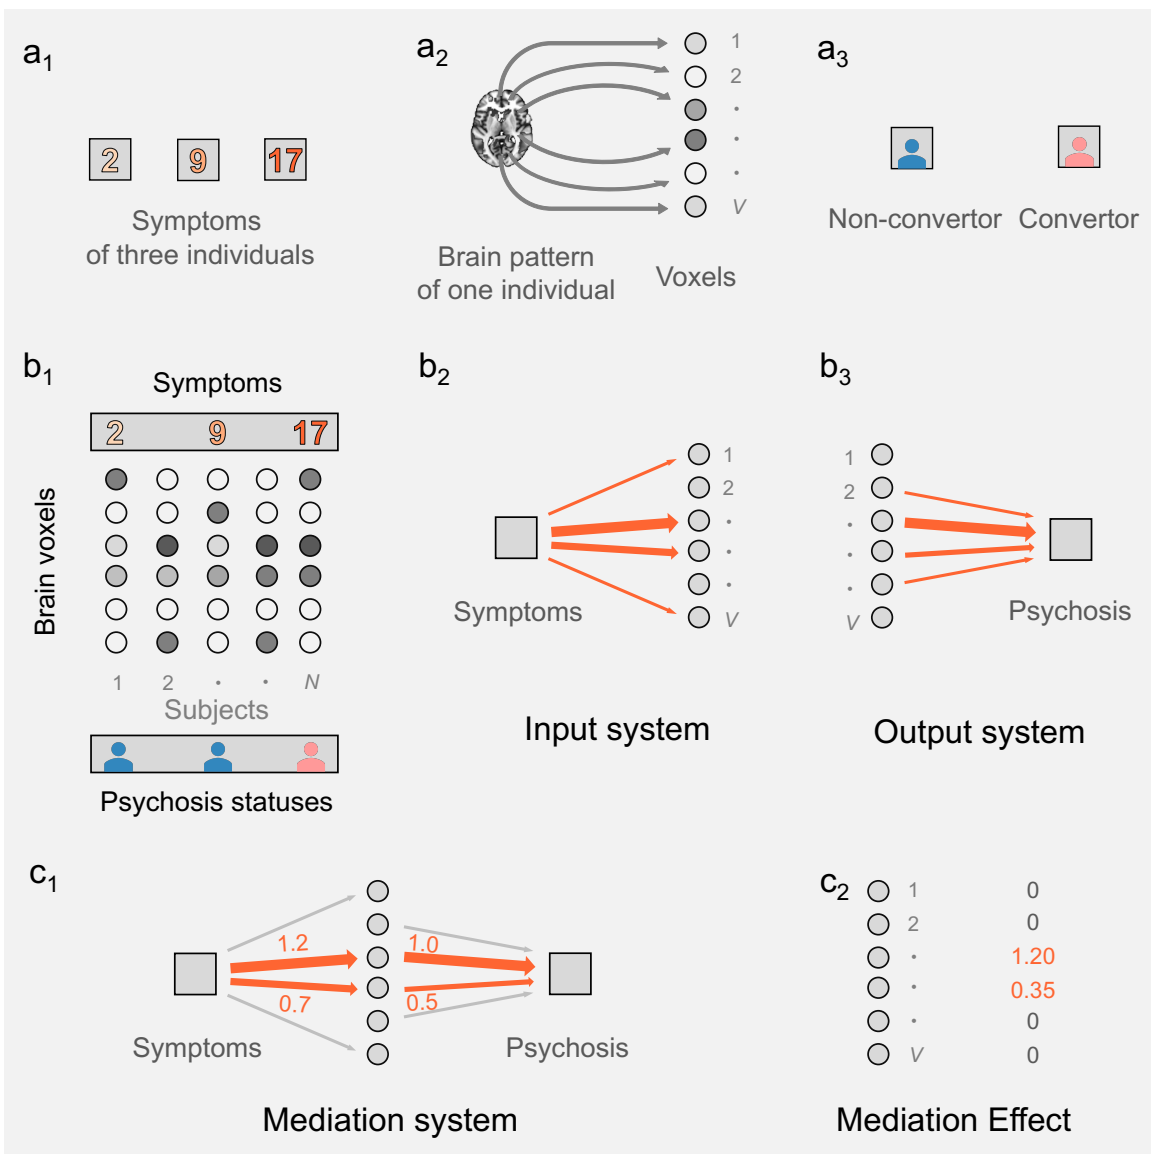 a1
2 9 17
Symptoms
of three individuals
a2
1
2
V
Brain pattern
of one individual
Voxels
a3
Non-convertor Convertor
b1
Symptoms
2 9 17
Brain voxels
1 2 · · N
Subjects
Psychosis statuses
b2
1
2
·
·
·
V
Symptoms
Input system
b3
1
2
·
·
·
V
Psychosis
Output system
c1
1.2 1.0
0.7 0.5
Symptoms Psychosis
Mediation system
c2
1 0
2 0
· 1.20
· 0.35
· 0
V 0
Mediation Effect